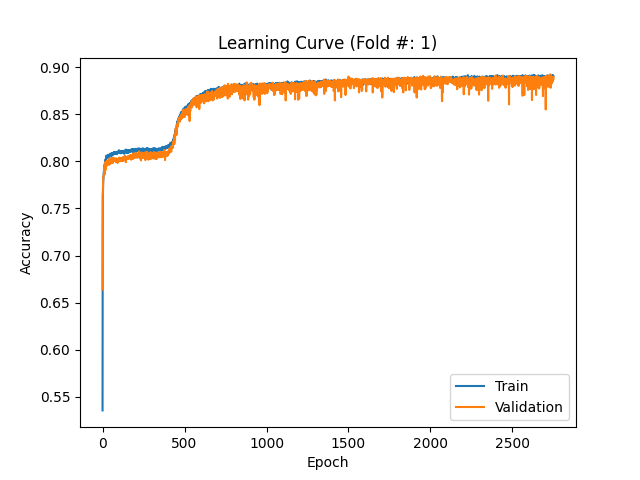 Learning Curve (Fold #: 1)
0.90
0.85
0.80
0.75
0.70
0.65
0.60
0.55
Accuracy
0 500 1000 1500 2000 2500
Epoch
Train
Validation